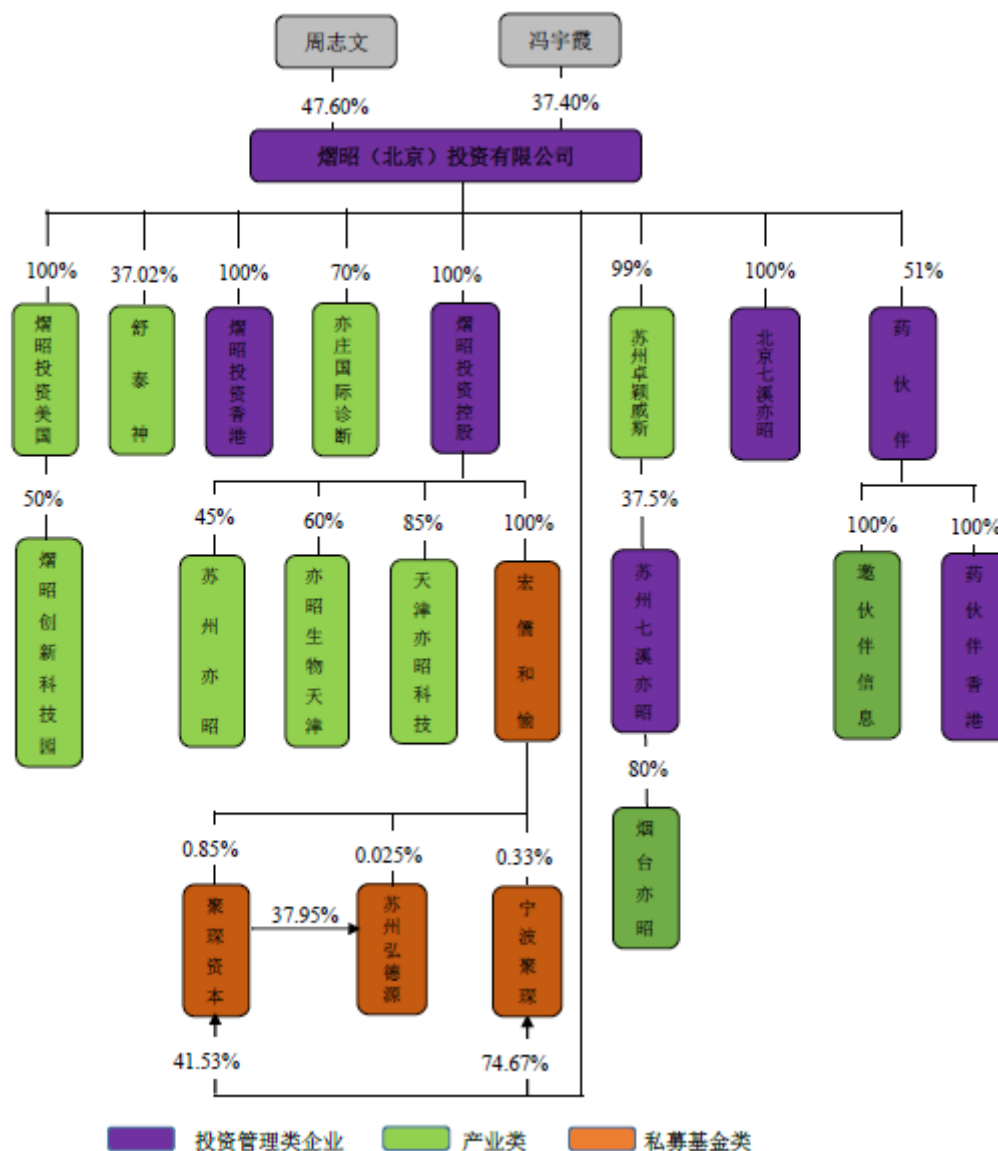 周志文
冯宇霞
47.60%
37.40%
熠昭（北京）投资有限公司
100%
37.02%
100%
70%
100%
99%
100%
51%
熠昭投资美国
舒泰神
熠昭投资香港
亦庄国际诊断
熠昭投资控股
苏州卓颖威斯
北京七溪亦昭
药伙伴
50%
45%
60%
85%
100%
37.5%
100%
100%
熠昭创新科技园
苏州亦昭
亦昭生物天津
天津亦昭科技
宏儒和愉
苏州七溪亦昭
邀伙伴信息
药伙伴香港
80%
烟台亦昭
0.85%
0.025%
0.33%
聚琛资本
37.95%
苏州弘德源
宁波聚琛
41.53%
74.67%
投资管理类企业
产业类
私募基金类